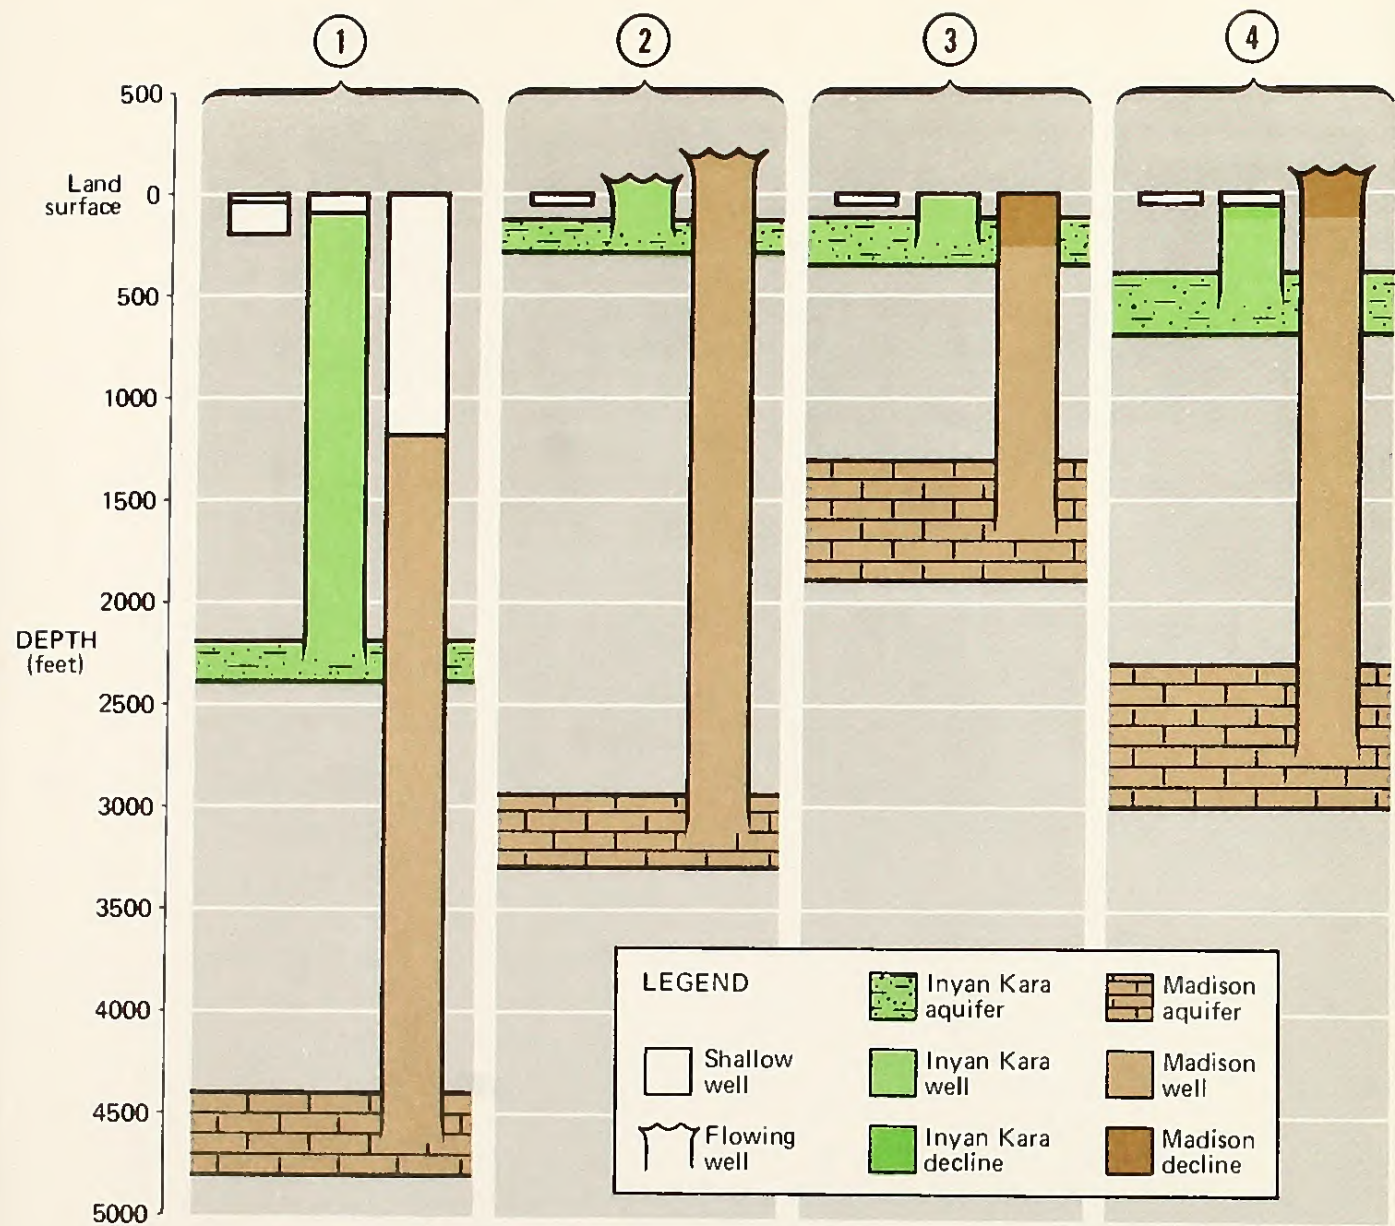 1
2
3
4
500
Land
surface
0
500
1000
1500
2000
DEPTH
(feet)
2500
3000
3500
4000
4500
5000
LEGEND
Shallow
well
Flowing
well
Inyan Kara
aquifer
Inyan Kara
well
Inyan Kara
decline
Madison
aquifer
Madison
well
Madison
decline